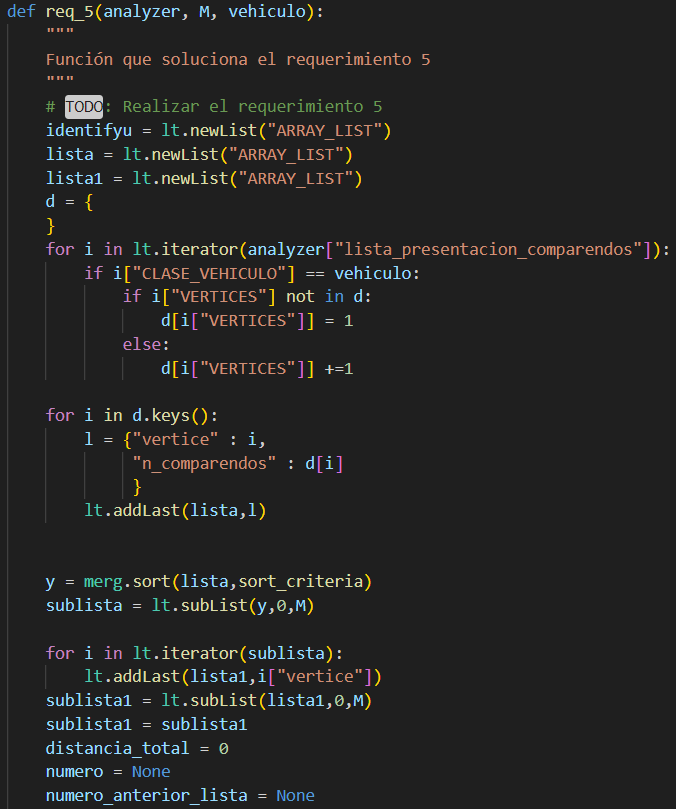 def req_5(analyzer, M, vehiculo):
    """
    Función que soluciona el requerimiento 5
    """
    # TODO: Realizar el requerimiento 5
    identifyu = lt.newList("ARRAY_LIST")
    lista = lt.newList("ARRAY_LIST")
    lista1 = lt.newList("ARRAY_LIST")
    d = {
    }
    for i in lt.iterator(analyzer["lista_presentacion_comparendos"]):
        if i["CLASE_VEHICULO"] == vehiculo:
            if i["VERTICES"] not in d:
                d[i["VERTICES"]] = 1
            else:
                d[i["VERTICES"]] +=1
    for i in d.keys():
        l = {"vertice" : i,
             "n_comparendos" : d[i]
             }
        lt.addLast(lista,l)
    y = merg.sort(lista,sort_criteria)
    sublista = lt.subList(y,0,M)
    for i in lt.iterator(sublista):
        lt.addLast(lista1,i["vertice"])
    sublista1 = lt.subList(lista1,0,M)
    sublista1 = sublista1
    distancia_total = 0
    numero = None
    numero_anterior_lista = None